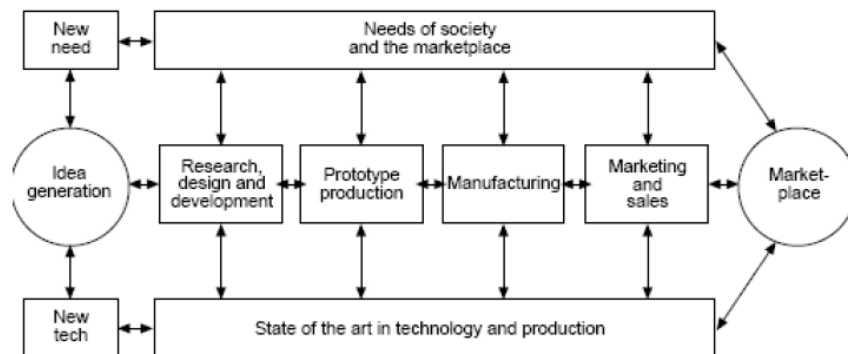 New
need
Needs of society
and the marketplace
Idea
generation
Research,
design and
development
Prototype
production
Manufacturing
Marketing
and
sales
Market-
place
New
tech
State of the art in technology and production